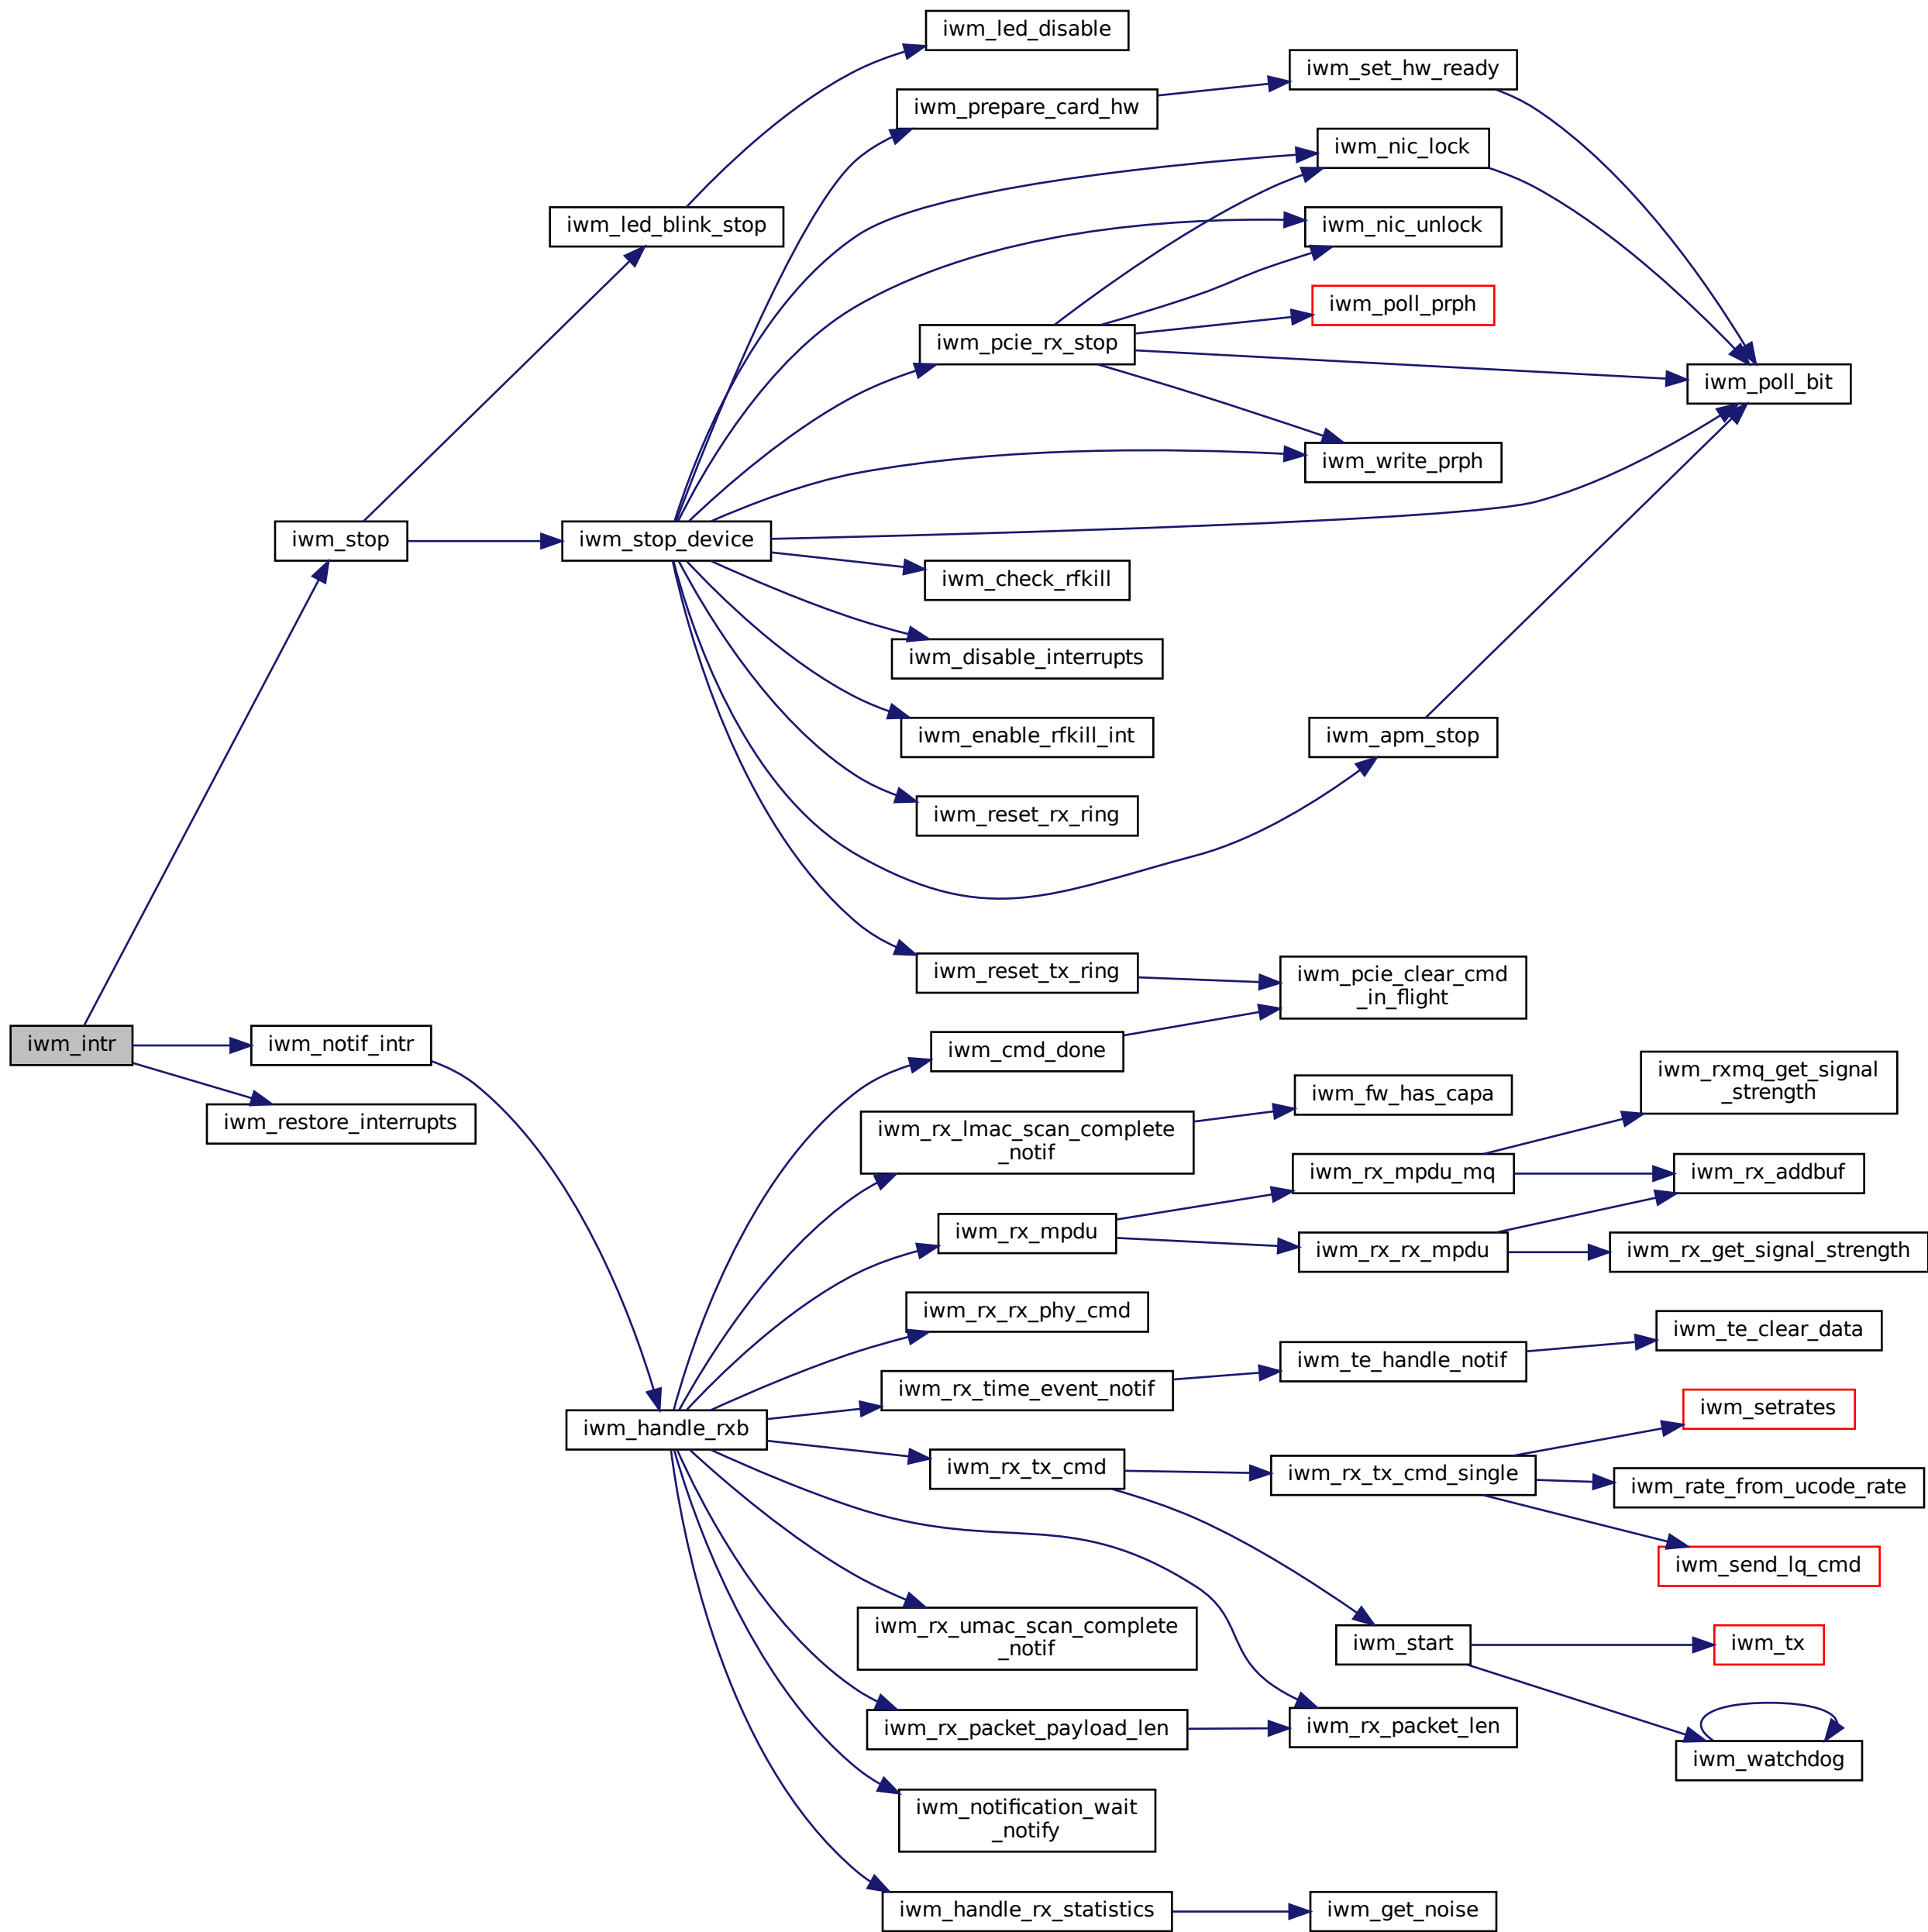 iwm_led_disable
iwm_set_hw_ready
iwm_prepare_card_hw
iwm_nic_lock
iwm_led_blink_stop
iwm_nic_unlock
iwm_poll_prph
iwm_pcie_rx_stop
iwm_poll_bit
iwm_write_prph
iwm_stop
iwm_stop_device
iwm_check_rfkill
iwm_disable_interrupts
iwm_enable_rfkill_int
iwm_apm_stop
iwm_reset_rx_ring
iwm_reset_tx_ring
iwm_pcie_clear_cmd
_in_flight
iwm_intr
iwm_notif_intr
iwm_cmd_done
iwm_restore_interrupts
iwm_fw_has_capa
iwm_rxmq_get_signal
_strength
iwm_rx_lmac_scan_complete
_notif
iwm_rx_mpdu_mq
iwm_rx_addbuf
iwm_rx_mpdu
iwm_rx_rx_mpdu
iwm_rx_get_signal_strength
iwm_rx_rx_phy_cmd
iwm_te_clear_data
iwm_te_handle_notif
iwm_rx_time_event_notif
iwm_setrates
iwm_handle_rxb
iwm_rx_tx_cmd
iwm_rx_tx_cmd_single
iwm_rate_from_ucode_rate
iwm_send_lq_cmd
iwm_rx_umac_scan_complete
_notif
iwm_start
iwm_tx
iwm_rx_packet_payload_len
iwm_rx_packet_len
iwm_watchdog
iwm_notification_wait
_notify
iwm_handle_rx_statistics
iwm_get_noise